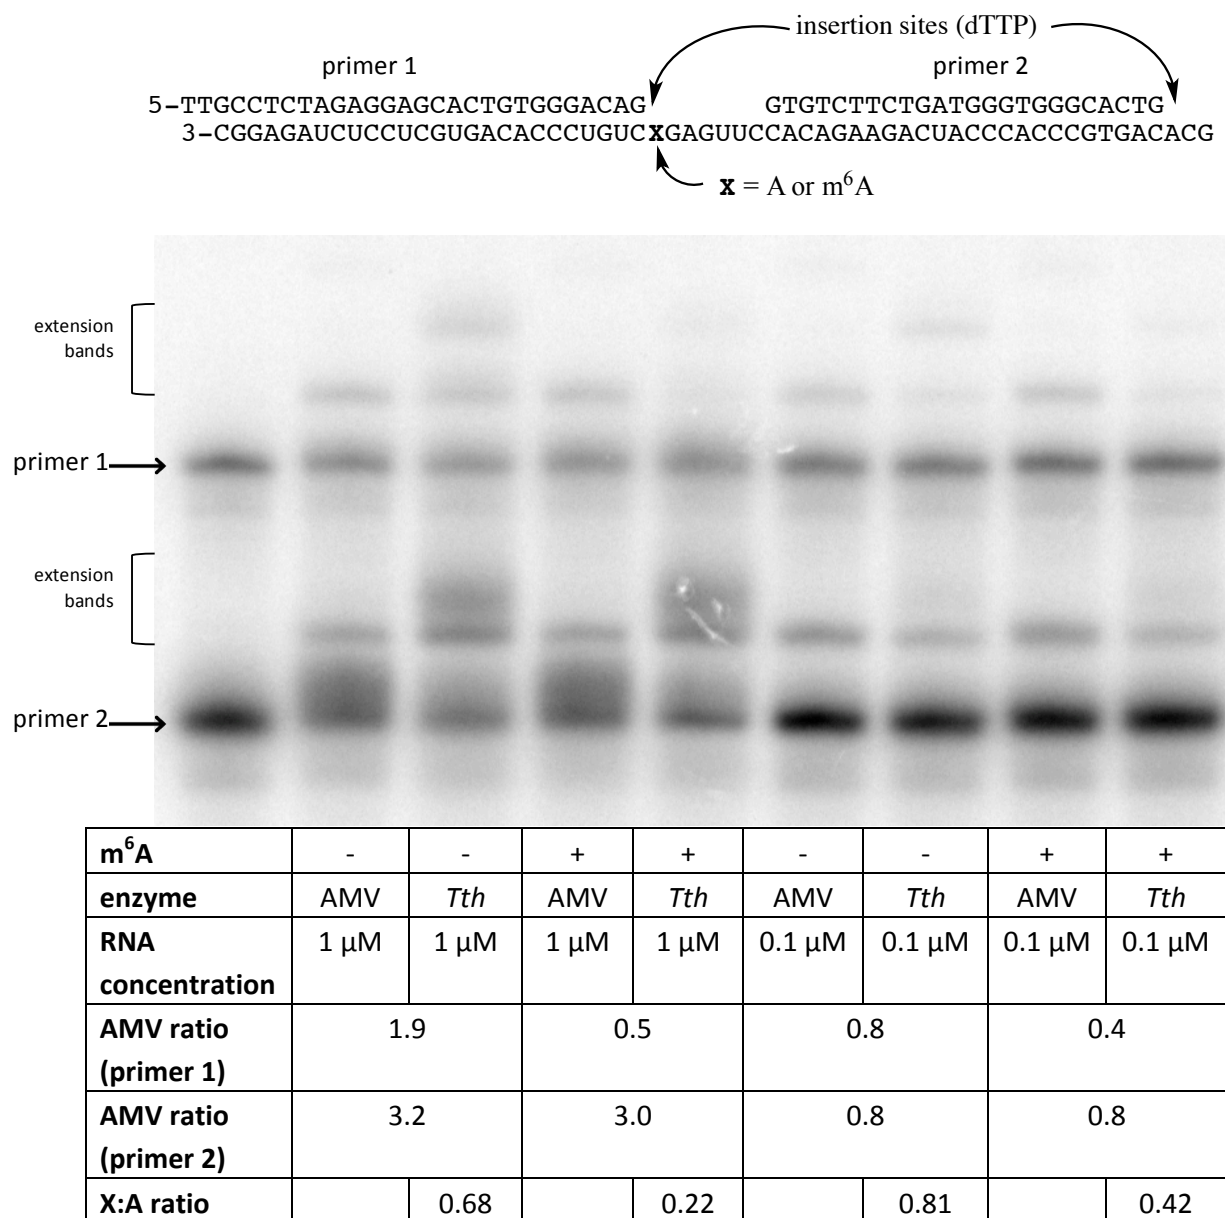 insertion sites (dTTP)
primer 1 primer 2
5-TTGCCTCTAGAGGAGCACTGTGGGACAG GTGTCTTCTGATGGGTGGGCACTG
3-CGGAGAUCUCCUCGUGACACCCUGUCXGAGUUCCACAGAAGACUACCCACCCGTGACACG
X = A or m⁶A
extension
bands
primer 1
extension
bands
primer 2
m⁶A - - + + - - + +
enzyme AMV Tth AMV Tth AMV Tth AMV Tth
RNA concentration 1 µM 1 µM 1 µM 1 µM 0.1 µM 0.1 µM 0.1 µM 0.1 µM
AMV ratio (primer 1) 1.9 0.5 0.8 0.4
AMV ratio (primer 2) 3.2 3.0 0.8 0.8
X:A ratio 0.68 0.22 0.81 0.42